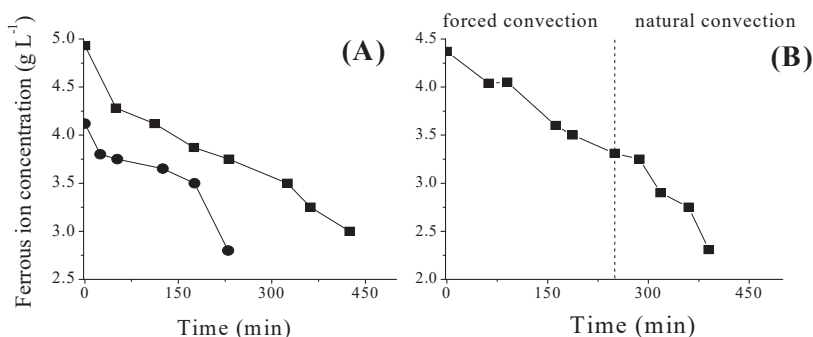 forced convection natural convection
(A)
(B)
Ferrous ion concentration (g L⁻¹)
5.0
4.5
4.0
3.5
3.0
2.5
0 150 300 450
Time (min)
4.5
4.0
3.5
3.0
2.5
2.0
0 150 300 450
Time (min)